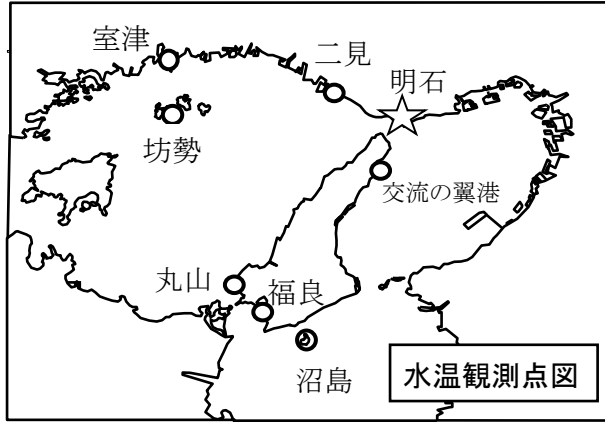 室津
二見
明石
坊勢
交流の翼港
丸山
福良
沼島
水温観測点図